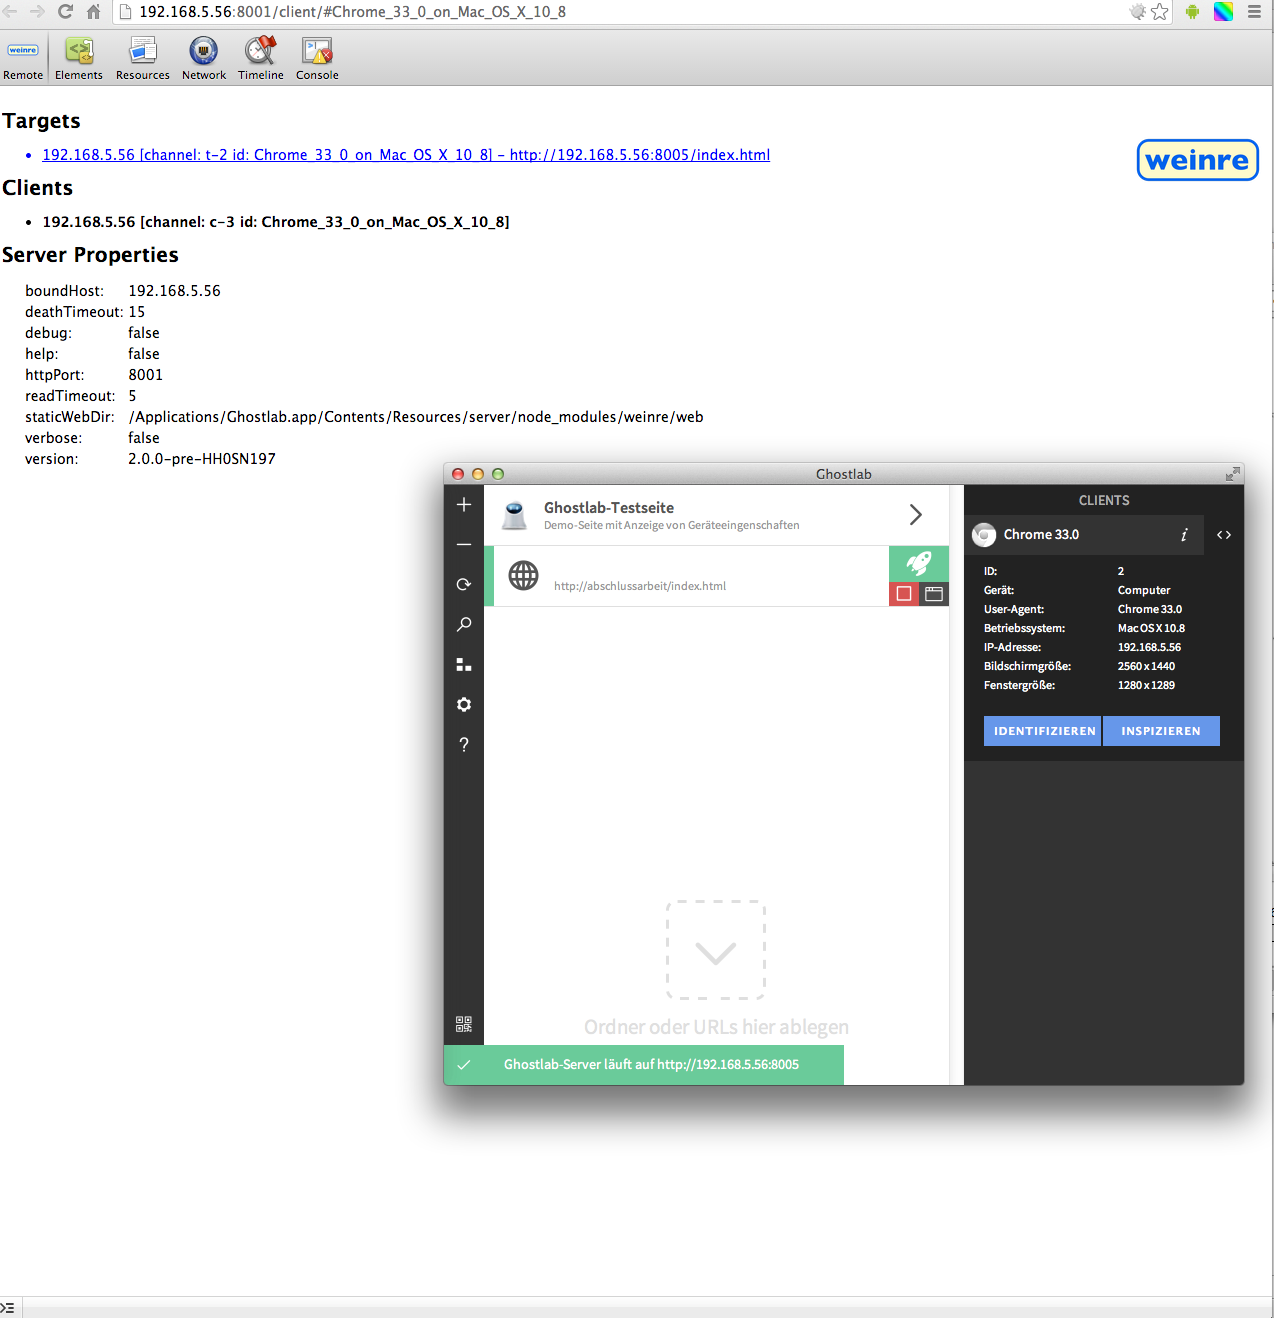 192.168.5.56:8001/client/#Chrome_33_0_on_Mac_OS_X_10_8
weinre
Remote Elements Resources Network Timeline Console
Targets
192.168.5.56 [channel: t-2 id: Chrome_33_0_on_Mac_OS_X_10_8] - http://192.168.5.56:8005/index.html
weinre
Clients
192.168.5.56 [channel: c-3 id: Chrome_33_0_on_Mac_OS_X_10_8]
Server Properties
boundHost: 192.168.5.56
deathTimeout: 15
debug: false
help: false
httpPort: 8001
readTimeout: 5
staticWebDir: /Applications/Ghostlab.app/Contents/Resources/server/node_modules/weinre/web
verbose: false
version: 2.0.0-pre-HH0SN197
Ghostlab
Ghostlab-Testseite
Demo-Seite mit Anzeige von Geräteeingenschaften
http://abschlussarbeit/index.html
Ordner oder URLs hier ablegen
Ghostlab-Server läuft auf http://192.168.5.56:8005
CLIENTS
Chrome 33.0 i <>
ID: 2
Gerät: Computer
User-Agent: Chrome 33.0
Betriebssystem: Mac OS X 10.8
IP-Adresse: 192.168.5.56
Bildschirmgröße: 2560 x 1440
Fenstergröße: 1280 x 1289
IDENTIFIZIEREN INSPIZIEREN